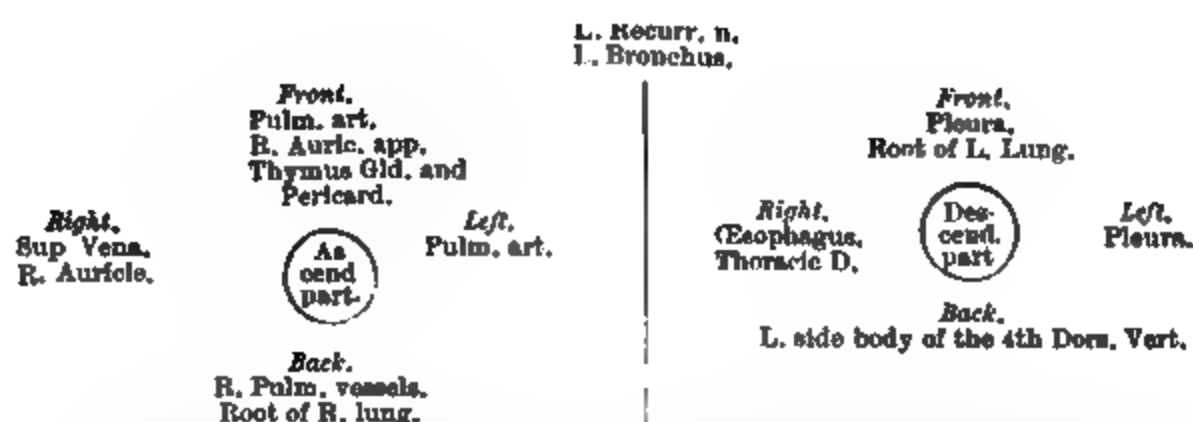 L. Recurr. n.
L. Bronchus.
Front.
Pulm. art.
R. Auric. app.
Thymus Gld. and
Pericard.
Right.
Sup Vena.
R. Auricle.
As
cend
part.
Left.
Pulm. art.
Back.
R. Pulm. vessels.
Root of R. lung.
Front.
Pleura.
Root of L. Lung.
Right.
Œsophagus.
Thoracic D.
Des-
cend.
part
Left.
Pleura.
Back.
L. side body of the 4th Dors. Vert.